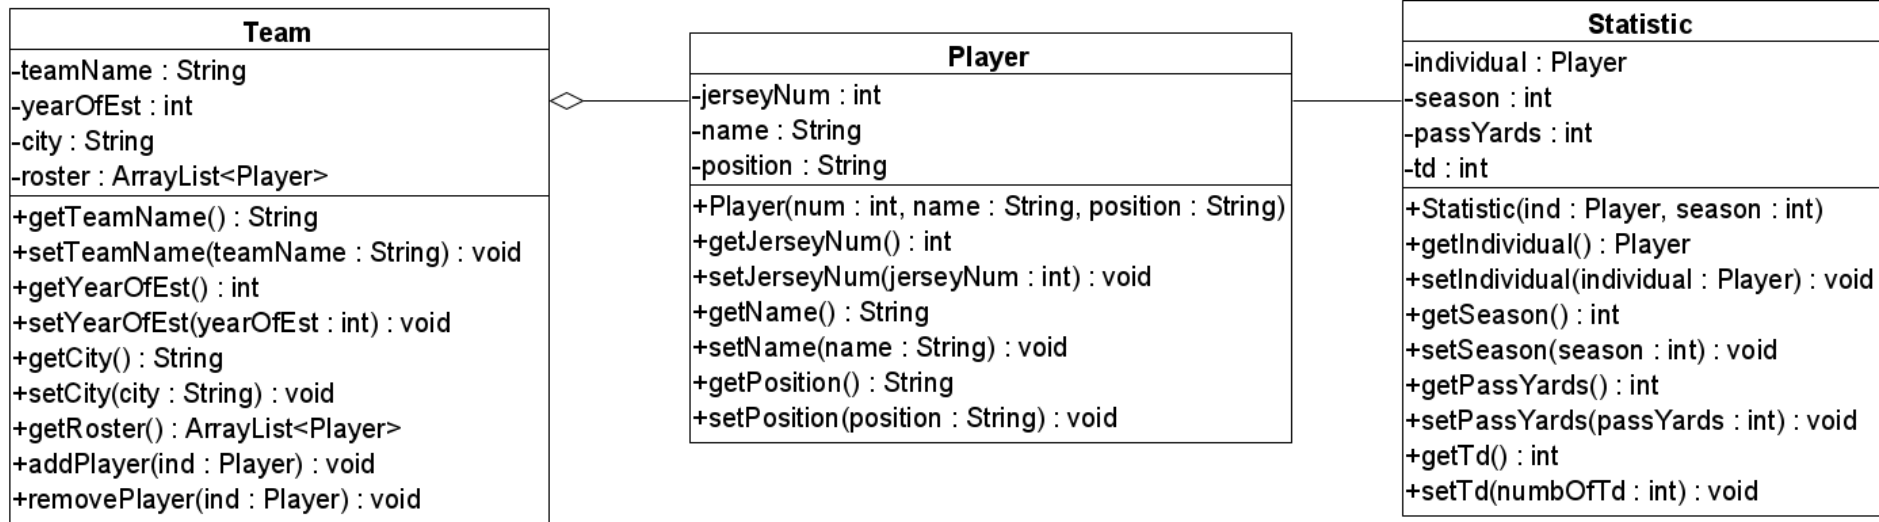 Team
-teamName : String
-yearOfEst : int
-city : String
-roster : ArrayList<Player>
+getTeamName() : String
+setTeamName(teamName : String) : void
+getYearOfEst() : int
+setYearOfEst(yearOfEst : int) : void
+getCity() : String
+setCity(city : String) : void
+getRoster() : ArrayList<Player>
+addPlayer(ind : Player) : void
+removePlayer(ind : Player) : void
Player
-jerseyNum : int
-name : String
-position : String
+Player(num : int, name : String, position : String)
+getJerseyNum() : int
+setJerseyNum(jerseyNum : int) : void
+getName() : String
+setName(name : String) : void
+getPosition() : String
+setPosition(position : String) : void
Statistic
-individual : Player
-season : int
-passYards : int
-td : int
+Statistic(ind : Player, season : int)
+getIndividual() : Player
+setIndividual(individual : Player) : void
+getSeason() : int
+setSeason(season : int) : void
+getPassYards() : int
+setPassYards(passYards : int) : void
+getTd() : int
+setTd(numbOfTd : int) : void